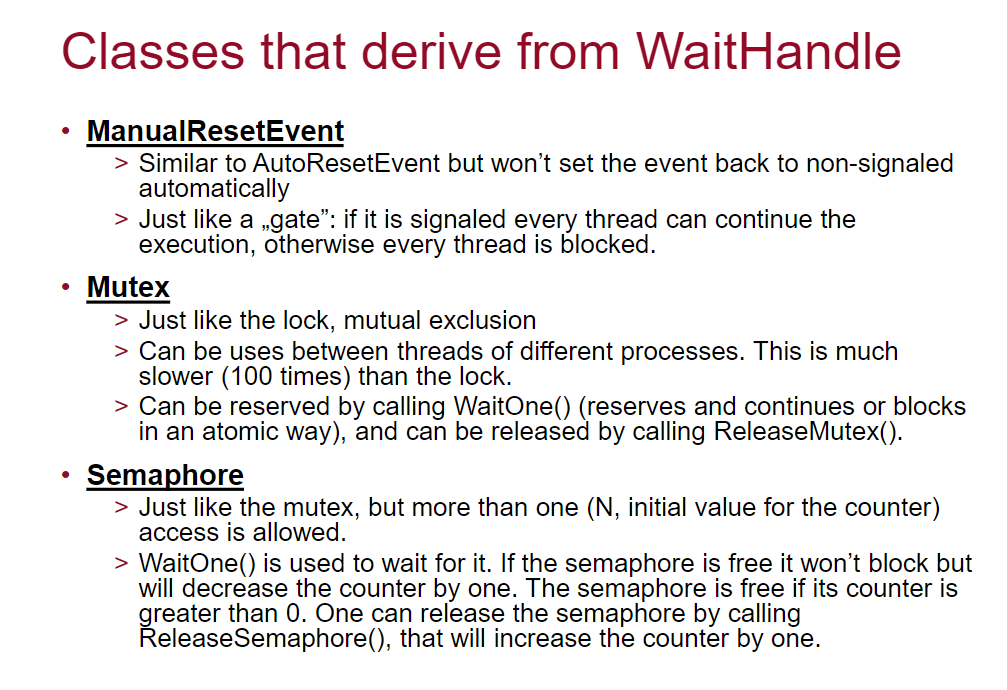 Classes that derive from WaitHandle
• ManualResetEvent
> Similar to AutoResetEvent but won’t set the event back to non-signaled
automatically
> Just like a „gate”: if it is signaled every thread can continue the
execution, otherwise every thread is blocked.
• Mutex
> Just like the lock, mutual exclusion
> Can be uses between threads of different processes. This is much
slower (100 times) than the lock.
> Can be reserved by calling WaitOne() (reserves and continues or blocks
in an atomic way), and can be released by calling ReleaseMutex().
• Semaphore
> Just like the mutex, but more than one (N, initial value for the counter)
access is allowed.
> WaitOne() is used to wait for it. If the semaphore is free it won’t block but
will decrease the counter by one. The semaphore is free if its counter is
greater than 0. One can release the semaphore by calling
ReleaseSemaphore(), that will increase the counter by one.